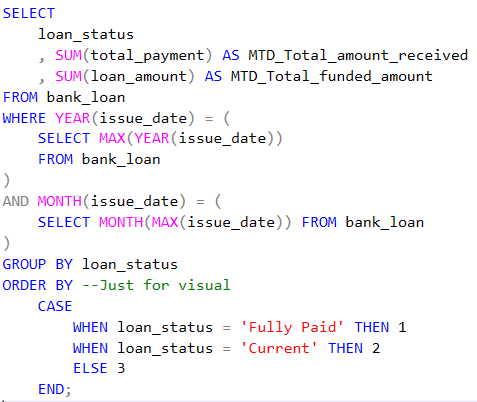 SELECT
    loan_status
    , SUM(total_payment) AS MTD_Total_amount_received
    , SUM(loan_amount) AS MTD_Total_funded_amount
FROM bank_loan
WHERE YEAR(issue_date) = (
    SELECT MAX(YEAR(issue_date))
    FROM bank_loan
)
AND MONTH(issue_date) = (
    SELECT MONTH(MAX(issue_date)) FROM bank_loan
)
GROUP BY loan_status
ORDER BY --Just for visual
    CASE
        WHEN loan_status = 'Fully Paid' THEN 1
        WHEN loan_status = 'Current' THEN 2
        ELSE 3
    END;